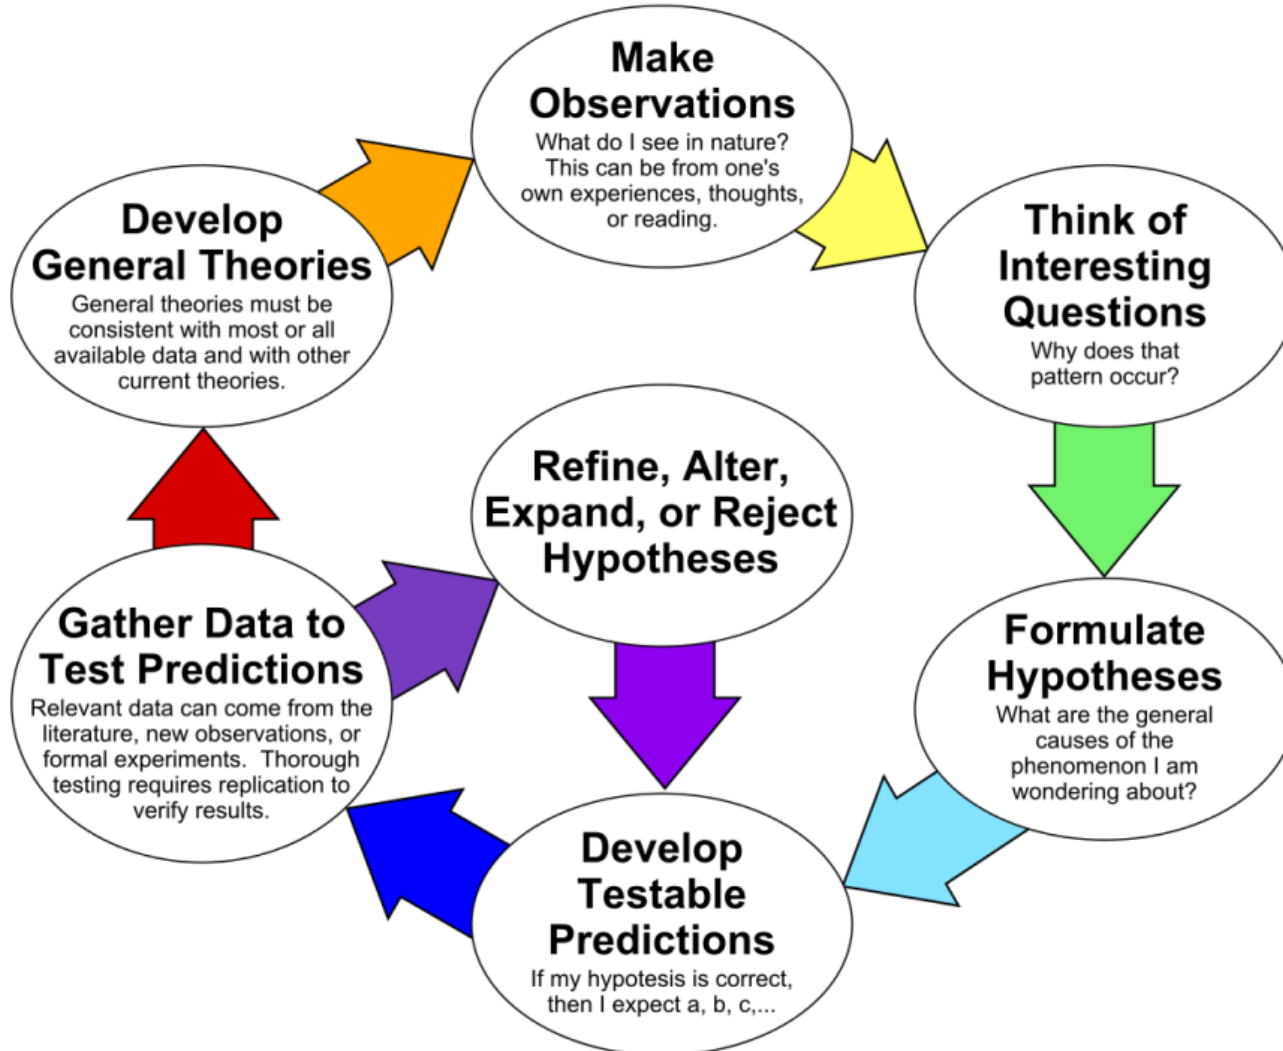 Make
Observations
What do I see in nature?
This can be from one's
own experiences, thoughts,
or reading.
Think of
Interesting
Questions
Why does that
pattern occur?
Formulate
Hypotheses
What are the general
causes of the
phenomenon I am
wondering about?
Develop
Testable
Predictions
If my hypotesis is correct,
then I expect a, b, c,...
Gather Data to
Test Predictions
Relevant data can come from the
literature, new observations, or
formal experiments.  Thorough
testing requires replication to
verify results.
Refine, Alter,
Expand, or Reject
Hypotheses
Develop
General Theories
General theories must be
consistent with most or all
available data and with other
current theories.